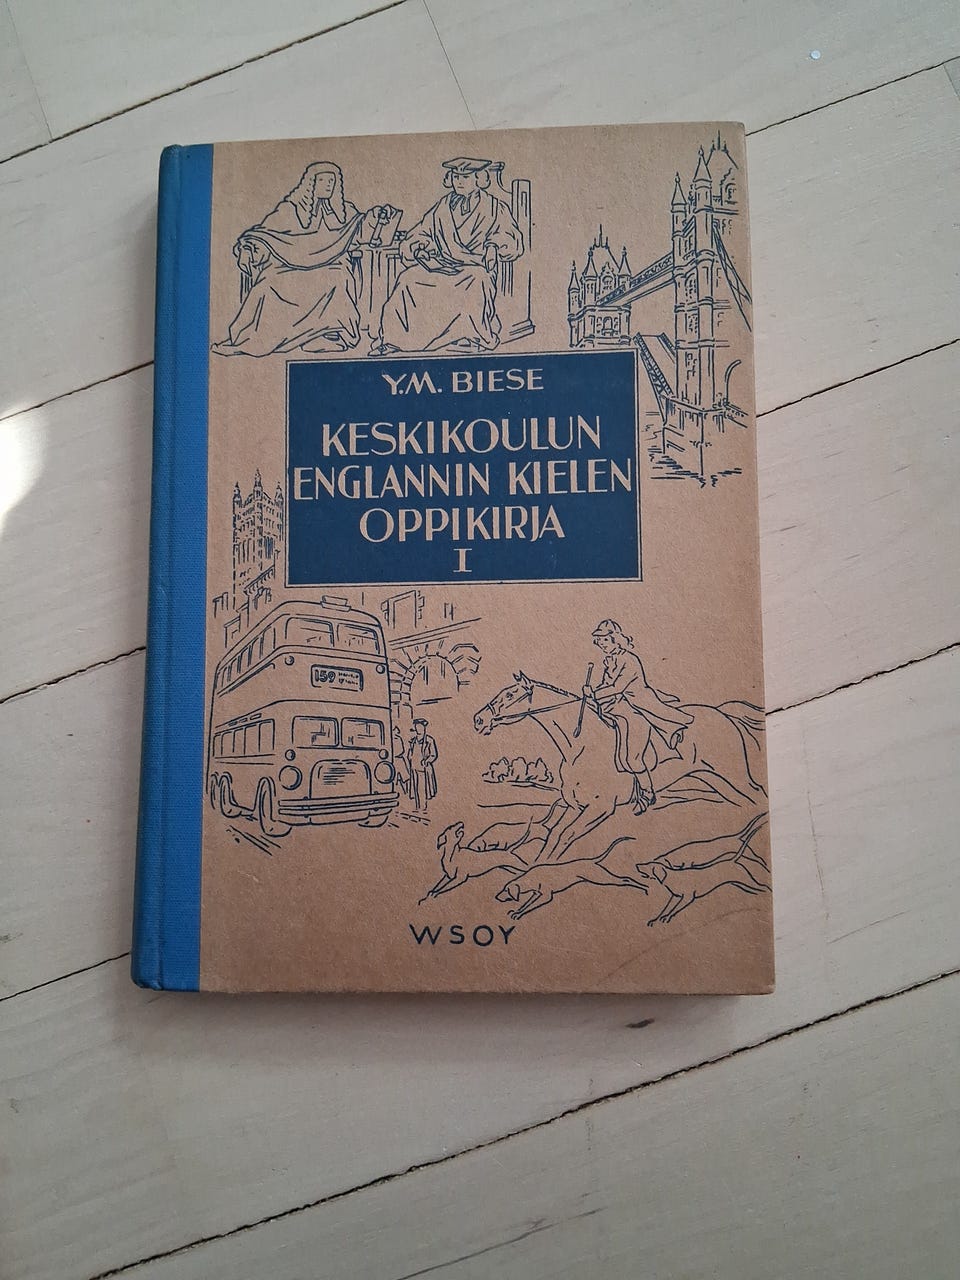 Y.M. BIESE
KESKIKOULUN
ENGLANNIN KIELEN
OPPIKIRJA
I
159
WSOY